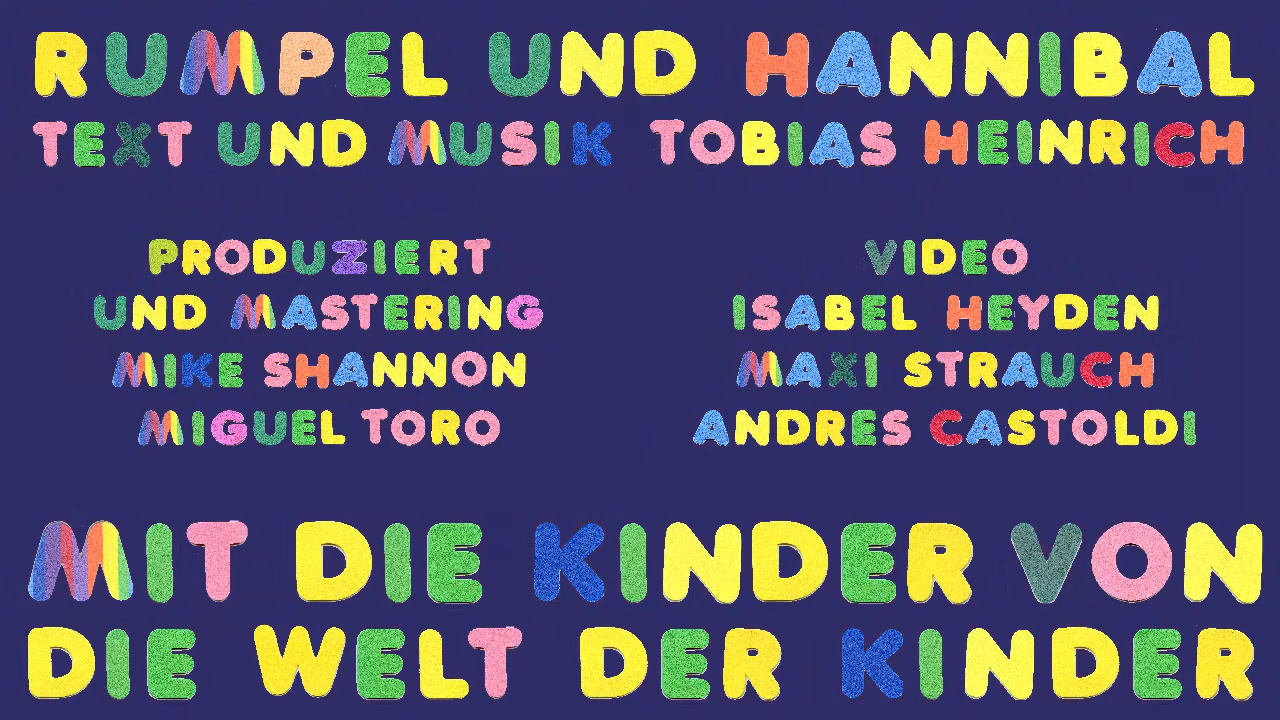 RUMPEL UND HANNIBAL
TEXT UND MUSIK TOBIAS HEINRICH
PRODUZIERT
UND MASTERING
MIKE SHANNON
MIGUEL TORO
VIDEO
ISABEL HEYDEN
MAXI STRAUCH
ANDRES CASTOLDI
MIT DIE KINDER VON
DIE WELT DER KINDER